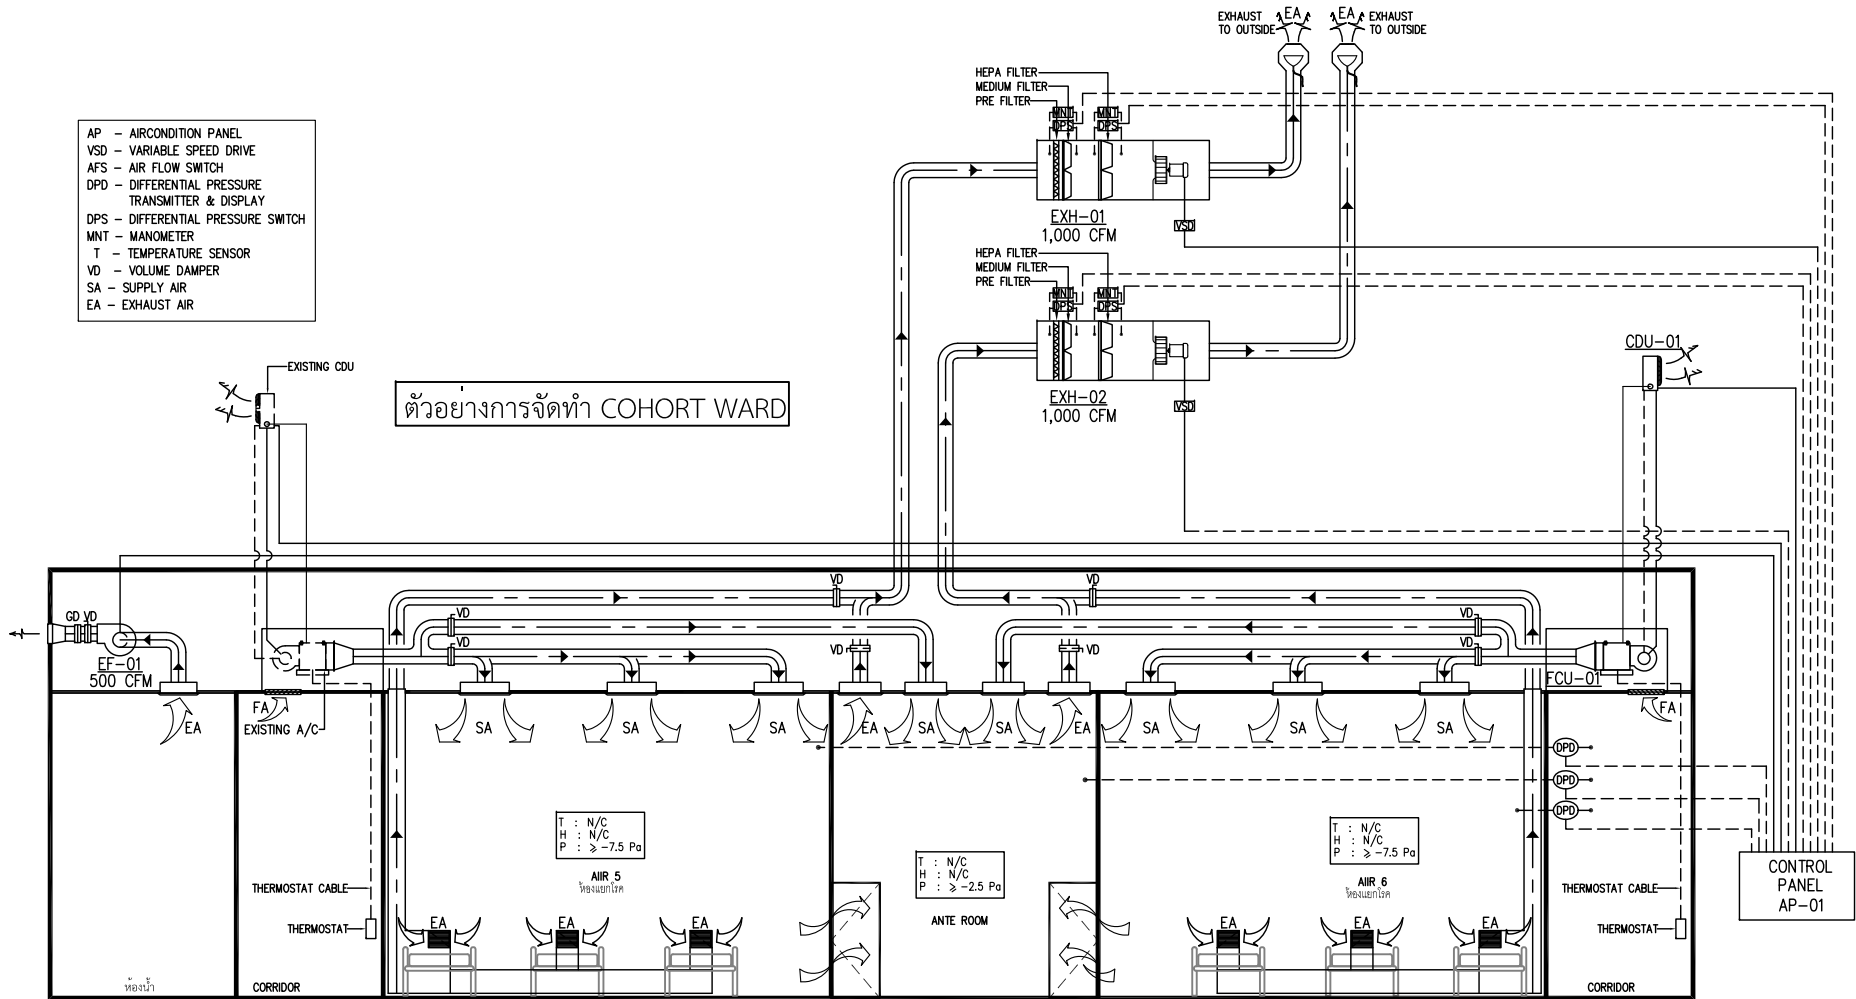 EXHAUST
TO OUTSIDE
EA
EA
EXHAUST
TO OUTSIDE
HEPA FILTER
MEDIUM FILTER
PRE FILTER
MNT
DPS
MNT
DPS
EXH-01
1,000 CFM
VSD
HEPA FILTER
MEDIUM FILTER
PRE FILTER
MNT
DPS
MNT
DPS
EXH-02
1,000 CFM
VSD
AP - AIRCONDITION PANEL
VSD - VARIABLE SPEED DRIVE
AFS - AIR FLOW SWITCH
DPD - DIFFERENTIAL PRESSURE
TRANSMITTER & DISPLAY
DPS - DIFFERENTIAL PRESSURE SWITCH
MNT - MANOMETER
T - TEMPERATURE SENSOR
VD - VOLUME DAMPER
SA - SUPPLY AIR
EA - EXHAUST AIR
EXISTING CDU
ตัวอย่างการจัดทำ COHORT WARD
CDU-01
GD VD
EF-01
500 CFM
EA
FA
EXISTING A/C
VD
VD
VD
VD
VD
VD
VD
VD
FCU-01
FA
SA
SA
SA
EA
SA
SA
EA
SA
SA
SA
DPD
DPD
DPD
T : N/C
H : N/C
P : ⩾ -7.5 Pa
AIIR 5
ห้องแยกโรค
T : N/C
H : N/C
P : ⩾ -2.5 Pa
ANTE ROOM
T : N/C
H : N/C
P : ⩾ -7.5 Pa
AIIR 6
ห้องแยกโรค
CONTROL
PANEL
AP-01
THERMOSTAT CABLE
THERMOSTAT
THERMOSTAT CABLE
THERMOSTAT
EA
EA
EA
EA
EA
EA
ห้องน้ำ
CORRIDOR
CORRIDOR